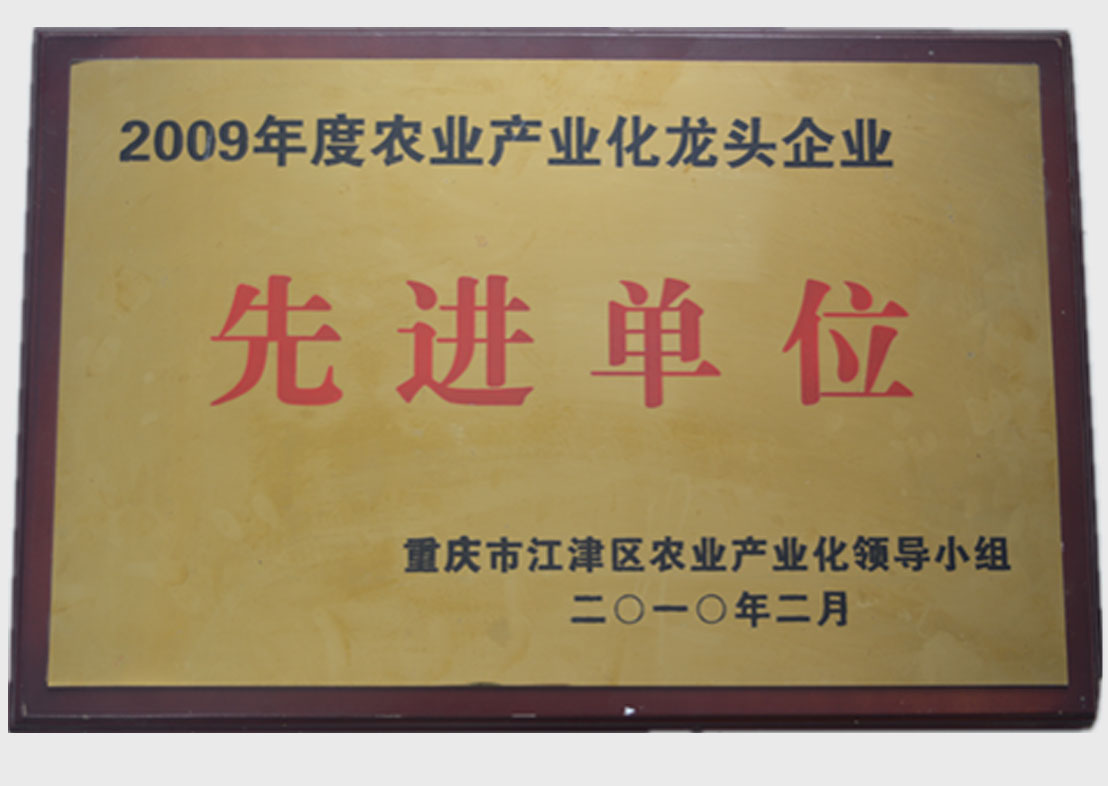 2009年度农业产业化龙头企业
先进单位
重庆市江津区农业产业化领导小组
二〇一〇年二月